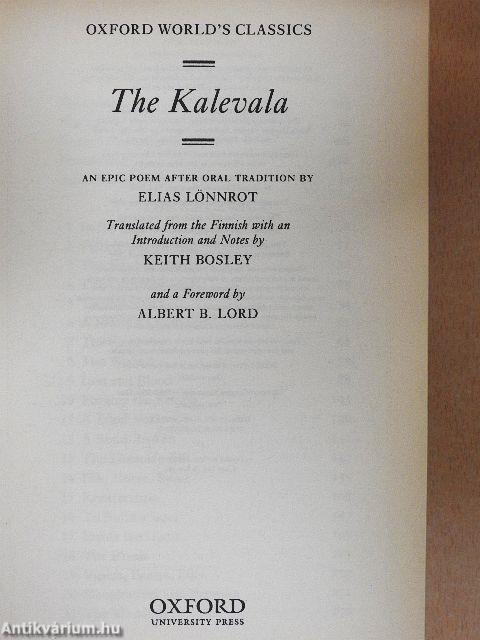 OXFORD WORLD'S CLASSICS
The Kalevala
AN EPIC POEM AFTER ORAL TRADITION BY
ELIAS LÖNNROT
Translated from the Finnish with an
Introduction and Notes by
KEITH BOSLEY
and a Foreword by
ALBERT B. LORD
OXFORD
UNIVERSITY PRESS
Antikvárium.hu